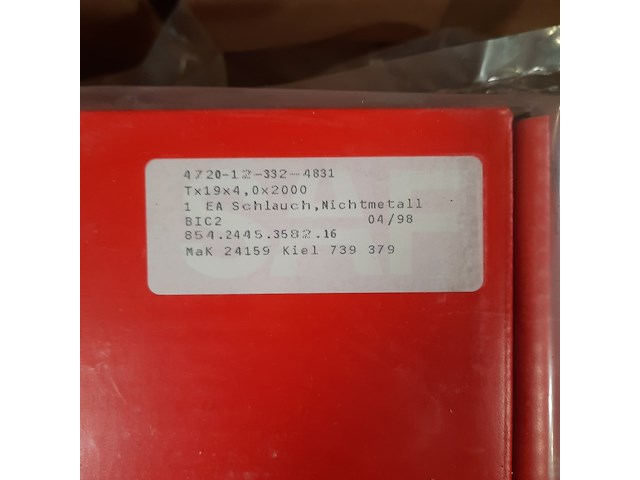 4720-12-332-4831
Tx19x4,0x2000
1 EA Schlauch,Nichtmetall
BIC2 04/98
854.2445.3582.16
MaK 24159 Kiel 739 379